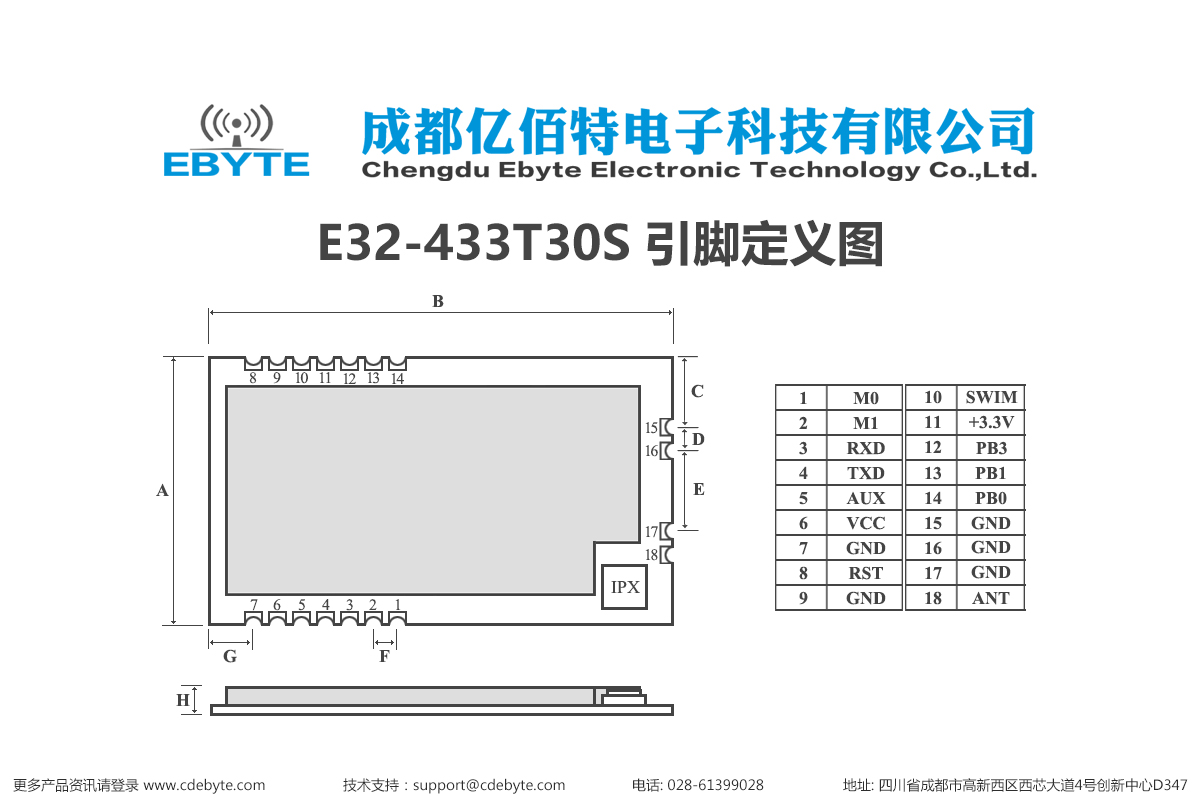 EBYTE
成都亿佰特电子科技有限公司
Chengdu Ebyte Electronic Technology Co.,Ltd.
E32-433T30S 引脚定义图
B
8 9 10 11 12 13 14
A
C
15
D
16
E
17
18
IPX
7 6 5 4 3 2 1
G
F
H
1 M0 10 SWIM
2 M1 11 +3.3V
3 RXD 12 PB3
4 TXD 13 PB1
5 AUX 14 PB0
6 VCC 15 GND
7 GND 16 GND
8 RST 17 GND
9 GND 18 ANT
更多产品资讯请登录 www.cdebyte.com 技术支持：support@cdebyte.com 电话: 028-61399028 地址: 四川省成都市高新西区西芯大道4号创新中心D347